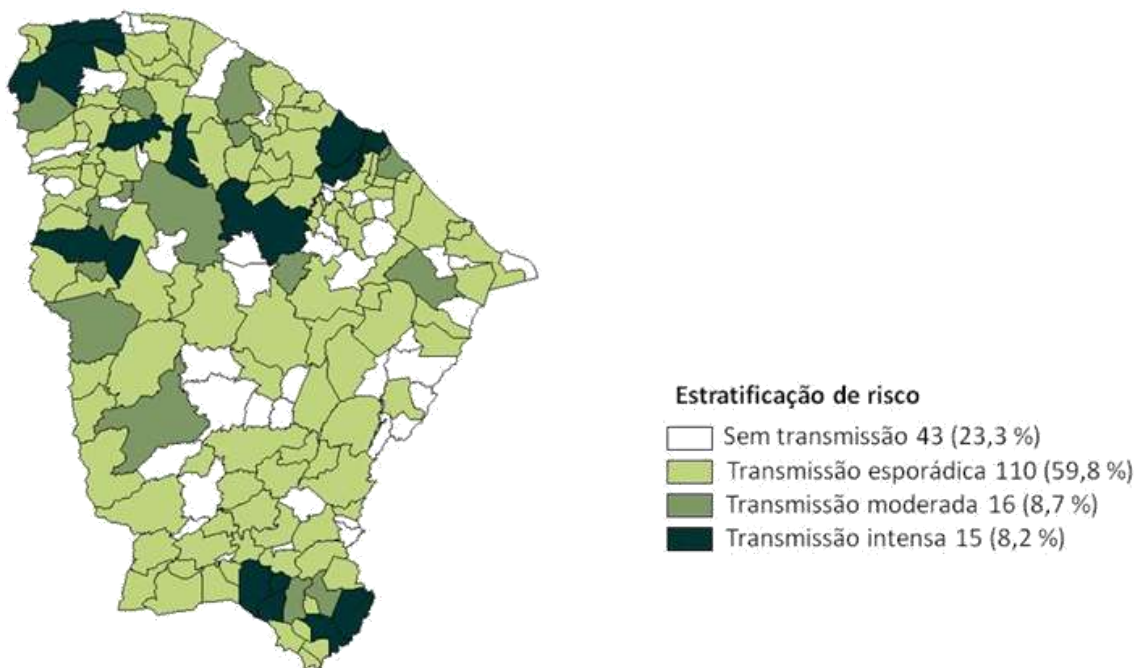 Estratificação de risco
Sem transmissão 43 (23,3 %)
Transmissão esporádica 110 (59,8 %)
Transmissão moderada 16 (8,7 %)
Transmissão intensa 15 (8,2 %)